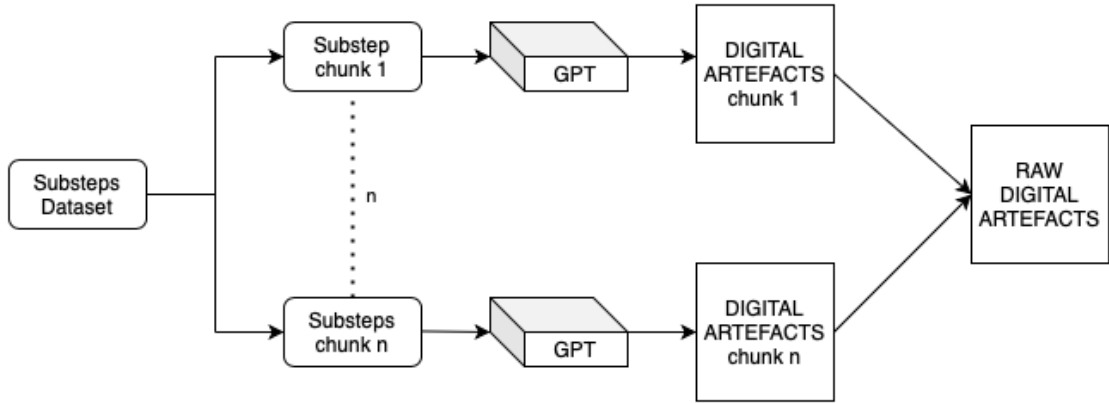 Substep
chunk 1
GPT
DIGITAL
ARTEFACTS
chunk 1
Substeps
Dataset
n
RAW
DIGITAL
ARTEFACTS
Substeps
chunk n
GPT
DIGITAL
ARTEFACTS
chunk n